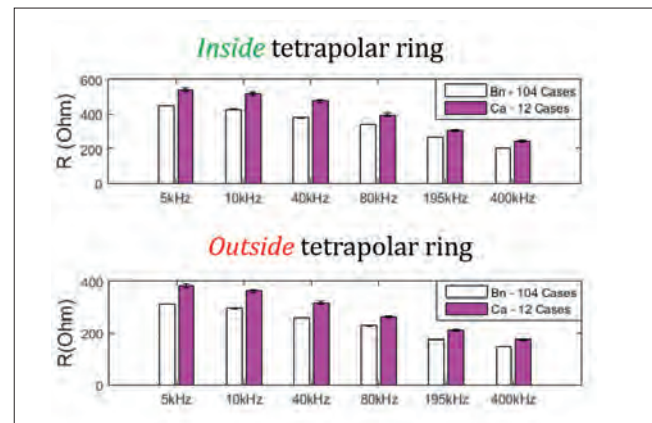 Inside tetrapolar ring
600
400
200
0
R (Ohm)
Bn - 104 Cases
Ca - 12 Cases
5kHz 10kHz 40kHz 80kHz 195kHz 400kHz
Outside tetrapolar ring
400
200
0
R(Ohm)
Bn - 104 Cases
Ca - 12 Cases
5kHz 10kHz 40kHz 80kHz 195kHz 400kHz